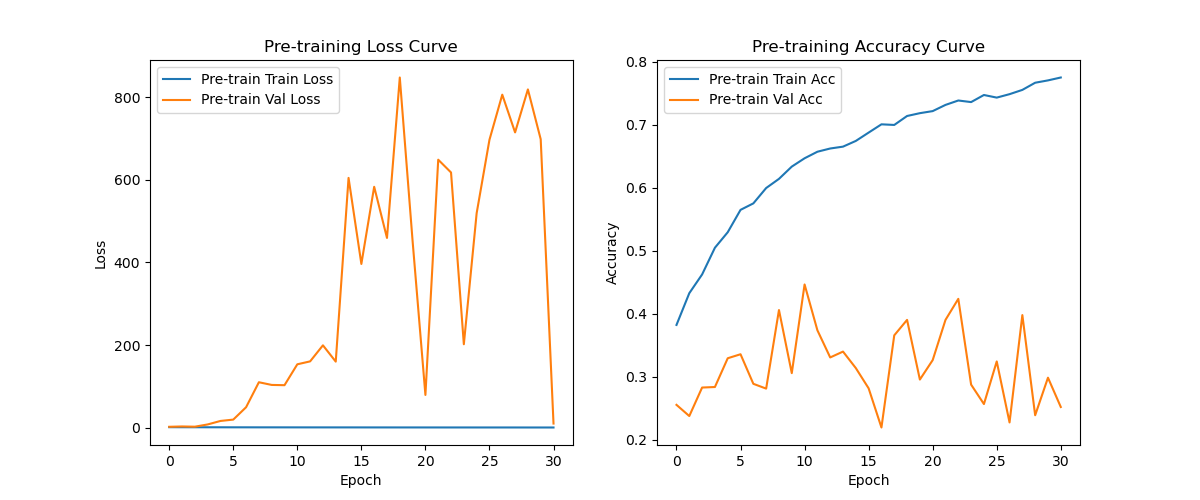 Pre-training Loss Curve
Pre-train Train Loss
Pre-train Val Loss
800
600
400
200
0
Loss
0 5 10 15 20 25 30
Epoch
Pre-training Accuracy Curve
Pre-train Train Acc
Pre-train Val Acc
0.8
0.7
0.6
0.5
0.4
0.3
0.2
Accuracy
0 5 10 15 20 25 30
Epoch